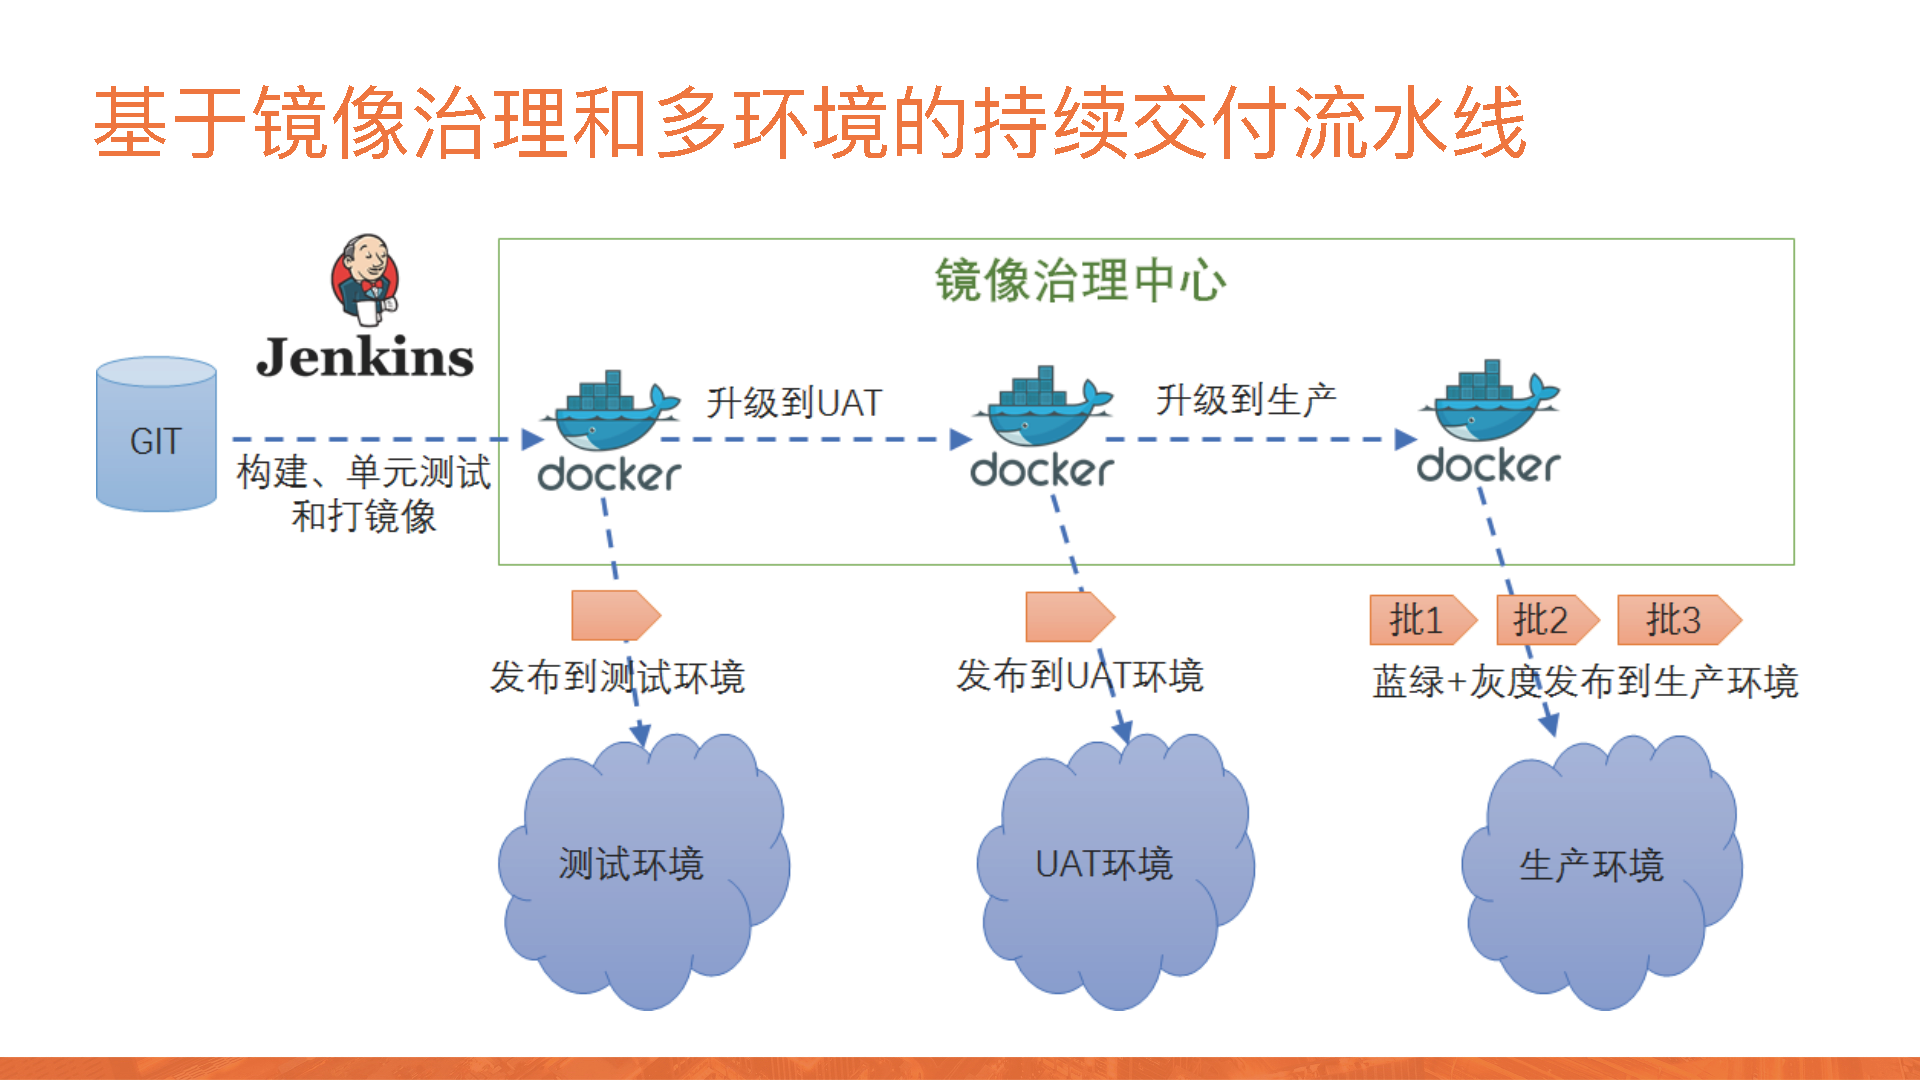 基于镜像治理和多环境的持续交付流水线
镜像治理中心
Jenkins
GIT
构建、单元测试
和打镜像
docker
升级到UAT
docker
升级到生产
docker
批1
批2
批3
发布到测试环境
发布到UAT环境
蓝绿+灰度发布到生产环境
测试环境
UAT环境
生产环境